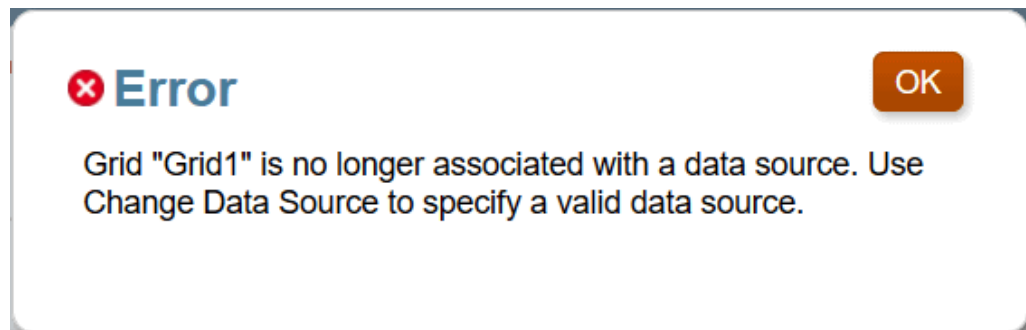 Error
OK
Grid "Grid1" is no longer associated with a data source. Use
Change Data Source to specify a valid data source.